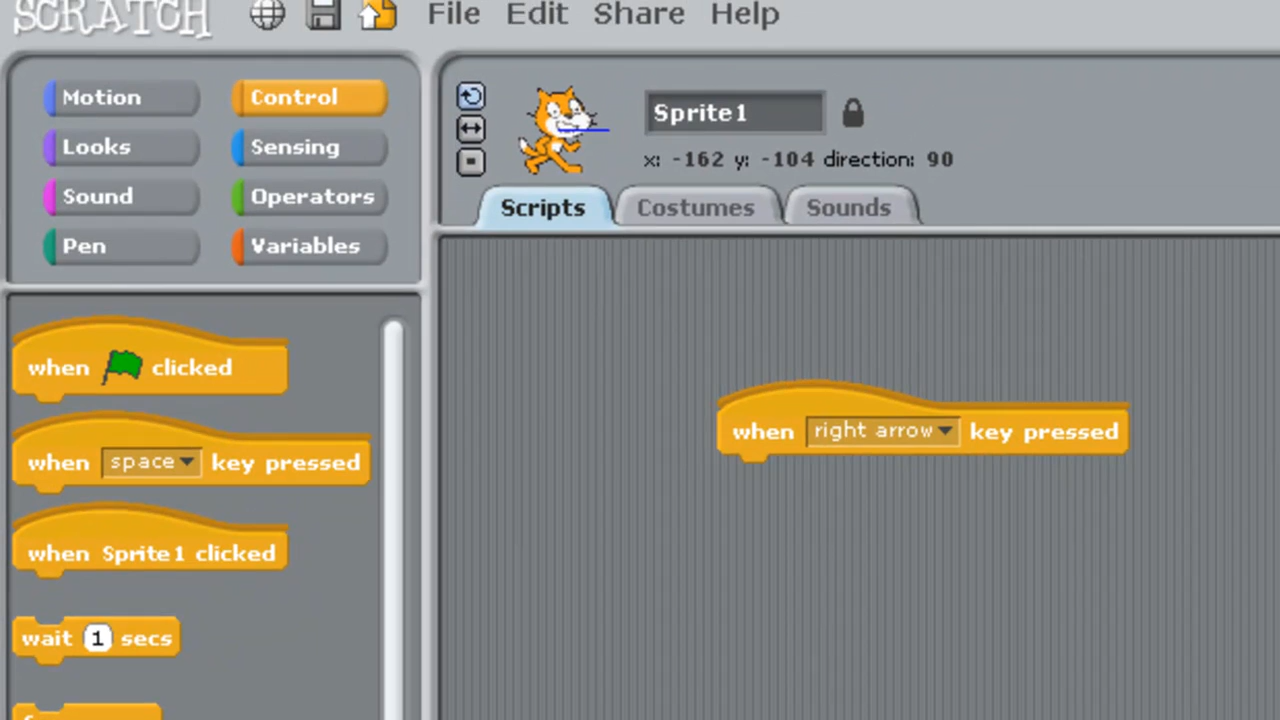 SCRATCH File Edit Share Help
Motion Control
Looks Sensing
Sound Operators
Pen Variables
Sprite1
x: -162 y: -104 direction: 90
Scripts Costumes Sounds
when clicked
when space key pressed
when Sprite1 clicked
wait 1 secs
when right arrow key pressed